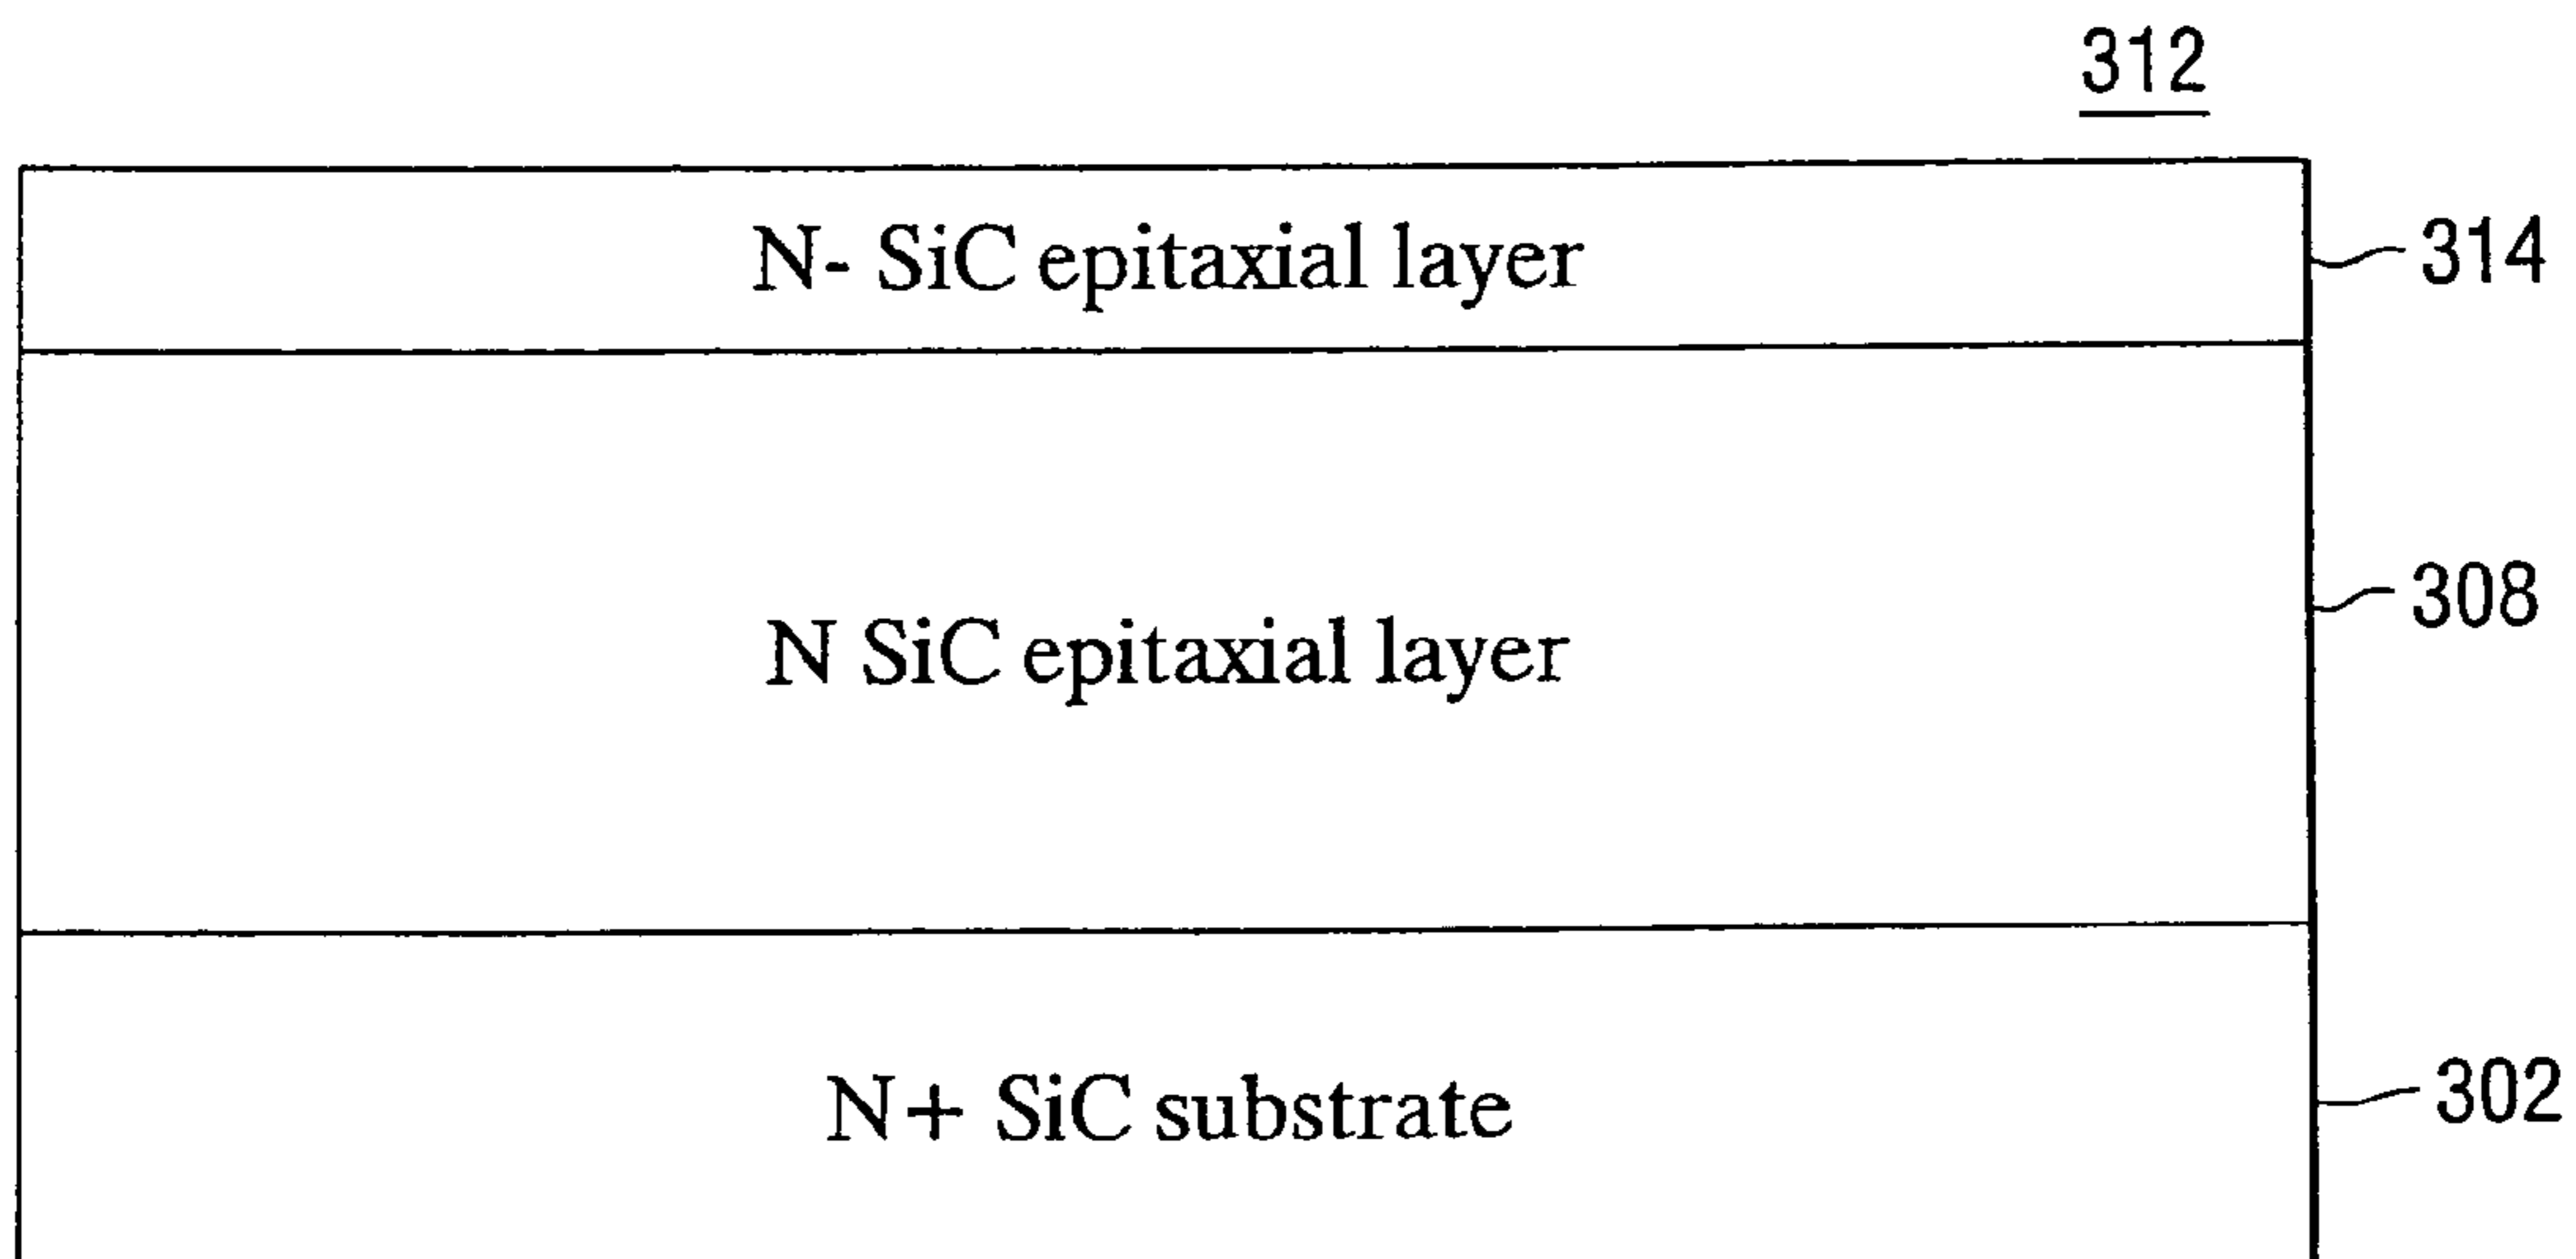 312
N- SiC epitaxial layer
314
N SiC epitaxial layer
308
N+ SiC substrate
302